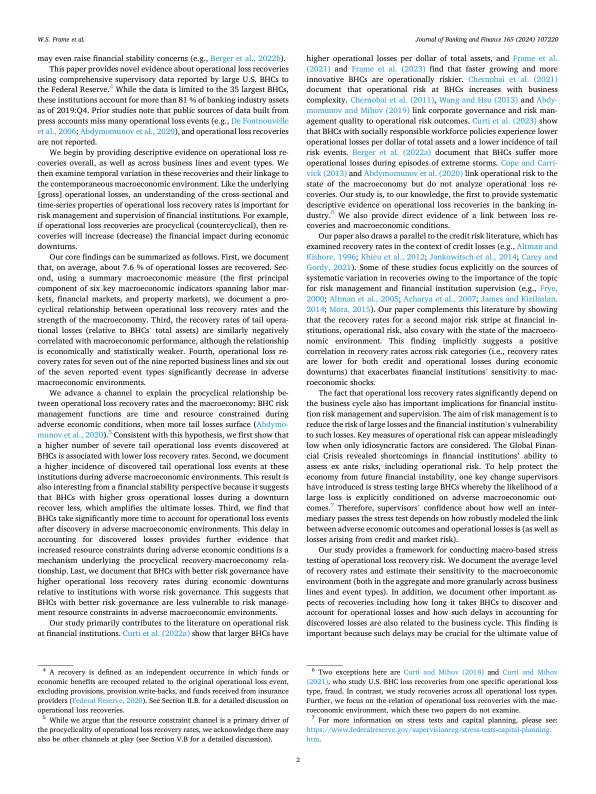 W.S. Frame et al.
Journal of Banking and Finance 165 (2024) 107220
may even raise financial stability concerns (e.g., Berger et al., 2022b).
This paper provides novel evidence about operational loss recoveries
using comprehensive supervisory data reported by large U.S. BHCs to
the Federal Reserve.4 While the data is limited to the 35 largest BHCs,
these institutions account for more than 81 % of banking industry assets
as of 2019:Q4. Prior studies note that public sources of data built from
press accounts miss many operational loss events (e.g., De Fontnouvelle
et al., 2006; Abdymomunov et al., 2020), and operational loss recoveries
are not reported.
We begin by providing descriptive evidence on operational loss re-
coveries overall, as well as across business lines and event types. We
then examine temporal variation in these recoveries and their linkage to
the contemporaneous macroeconomic environment. Like the underlying
[gross] operational losses, an understanding of the cross-sectional and
time-series properties of operational loss recovery rates is important for
risk management and supervision of financial institutions. For example,
if operational loss recoveries are procyclical (countercyclical), then re-
coveries will increase (decrease) the financial impact during economic
downturns.
Our core findings can be summarized as follows. First, we document
that, on average, about 7.6 % of operational losses are recovered. Sec-
ond, using a summary macroeconomic measure (the first principal
component of six key macroeconomic indicators spanning labor mar-
kets, financial markets, and property markets), we document a pro-
cyclical relationship between operational loss recovery rates and the
strength of the macroeconomy. Third, the recovery rates of tail opera-
tional losses (relative to BHCs' total assets) are similarly negatively
correlated with macroeconomic performance, although the relationship
is economically and statistically weaker. Fourth, operational loss re-
covery rates for seven out of the nine reported business lines and six out
of the seven reported event types significantly decrease in adverse
macroeconomic environments.
We advance a channel to explain the procyclical relationship be-
tween operational loss recovery rates and the macroeconomy: BHC risk
management functions are time and resource constrained during
adverse economic conditions, when more tail losses surface (Abdymo-
munov et al., 2020).5 Consistent with this hypothesis, we first show that
a higher number of severe tail operational loss events discovered at
BHCs is associated with lower loss recovery rates. Second, we document
a higher incidence of discovered tail operational loss events at these
institutions during adverse macroeconomic environments. This result is
also interesting from a financial stability perspective because it suggests
that BHCs with higher gross operational losses during a downturn
recover less, which amplifies the ultimate losses. Third, we find that
BHCs take significantly more time to account for operational loss events
after discovery in adverse macroeconomic environments. This delay in
accounting for discovered losses provides further evidence that
increased resource constraints during adverse economic conditions is a
mechanism underlying the procyclical recovery-macroeconomy rela-
tionship. Last, we document that BHCs with better risk governance have
higher operational loss recovery rates during economic downturns
relative to institutions with worse risk governance. This suggests that
BHCs with better risk governance are less vulnerable to risk manage-
ment resource constraints in adverse macroeconomic environments.
Our study primarily contributes to the literature on operational risk
at financial institutions. Curti et al. (2022a) show that larger BHCs have
4 A recovery is defined as an independent occurrence in which funds or
economic benefits are recouped related to the original operational loss event,
excluding provisions, provision write-backs, and funds received from insurance
providers (Federal Reserve, 2020). See Section II.B. for a detailed discussion on
operational loss recoveries.
5 While we argue that the resource constraint channel is a primary driver of
the procyclicality of operational loss recovery rates, we acknowledge there may
also be other channels at play (see Section V.B for a detailed discussion).
higher operational losses per dollar of total assets, and Frame et al.
(2021) and Frame et al. (2023) find that faster growing and more
innovative BHCs are operationally riskier. Chernobai et al. (2021)
document that operational risk at BHCs increases with business
complexity. Chernobai et al. (2011), Wang and Hsu (2013) and Abdy-
momunov and Mihov (2019) link corporate governance and risk man-
agement quality to operational risk outcomes. Curti et al. (2023) show
that BHCs with socially responsible workforce policies experience lower
operational losses per dollar of total assets and a lower incidence of tail
risk events. Berger et al. (2022a) document that BHCs suffer more
operational losses during episodes of extreme storms. Cope and Carri-
vick (2013) and Abdymomunov et al. (2020) link operational risk to the
state of the macroeconomy but do not analyze operational loss re-
coveries. Our study is, to our knowledge, the first to provide systematic
descriptive evidence on operational loss recoveries in the banking in-
dustry.6 We also provide direct evidence of a link between loss re-
coveries and macroeconomic conditions.
Our paper also draws a parallel to the credit risk literature, which has
examined recovery rates in the context of credit losses (e.g., Altman and
Kishore, 1996; Khieu et al., 2012; Jankowitsch et al., 2014; Carey and
Gordy, 2021). Some of these studies focus explicitly on the sources of
systematic variation in recoveries owing to the importance of the topic
for risk management and financial institution supervision (e.g., Frye,
2000; Altman et al., 2005; Acharya et al., 2007; James and Kizilaslan,
2014; Mora, 2015). Our paper complements this literature by showing
that the recovery rates for a second major risk stripe at financial in-
stitutions, operational risk, also covary with the state of the macroeco-
nomic environment. This finding implicitly suggests a positive
correlation in recovery rates across risk categories (i.e., recovery rates
are lower for both credit and operational losses during economic
downturns) that exacerbates financial institutions' sensitivity to mac-
roeconomic shocks.
The fact that operational loss recovery rates significantly depend on
the business cycle also has important implications for financial institu-
tion risk management and supervision. The aim of risk management is to
reduce the risk of large losses and the financial institution's vulnerability
to such losses. Key measures of operational risk can appear misleadingly
low when only idiosyncratic factors are considered. The Global Finan-
cial Crisis revealed shortcomings in financial institutions' ability to
assess ex ante risks, including operational risk. To help protect the
economy from future financial instability, one key change supervisors
have introduced is stress testing large BHCs whereby the likelihood of a
large loss is explicitly conditioned on adverse macroeconomic out-
comes.7 Therefore, supervisors' confidence about how well an inter-
mediary passes the stress test depends on how robustly modeled the link
between adverse economic outcomes and operational losses is (as well as
losses arising from credit and market risk).
Our study provides a framework for conducting macro-based stress
testing of operational loss recovery risk. We document the average level
of recovery rates and estimate their sensitivity to the macroeconomic
environment (both in the aggregate and more granularly across business
lines and event types). In addition, we document other important as-
pects of recoveries including how long it takes BHCs to discover and
account for operational losses and how such delays in accounting for
discovered losses are also related to the business cycle. This finding is
important because such delays may be crucial for the ultimate value of
6 Two exceptions here are Curti and Mihov (2018) and Curti and Mihov
(2021), who study U.S. BHC loss recoveries from one specific operational loss
type, fraud. In contrast, we study recoveries across all operational loss types.
Further, we focus on the relation of operational loss recoveries with the mac-
roeconomic environment, which these two papers do not examine.
7 For more information on stress tests and capital planning, please see:
https://www.federalreserve.gov/supervisionreg/stress-tests-capital-planning.
htm.
2